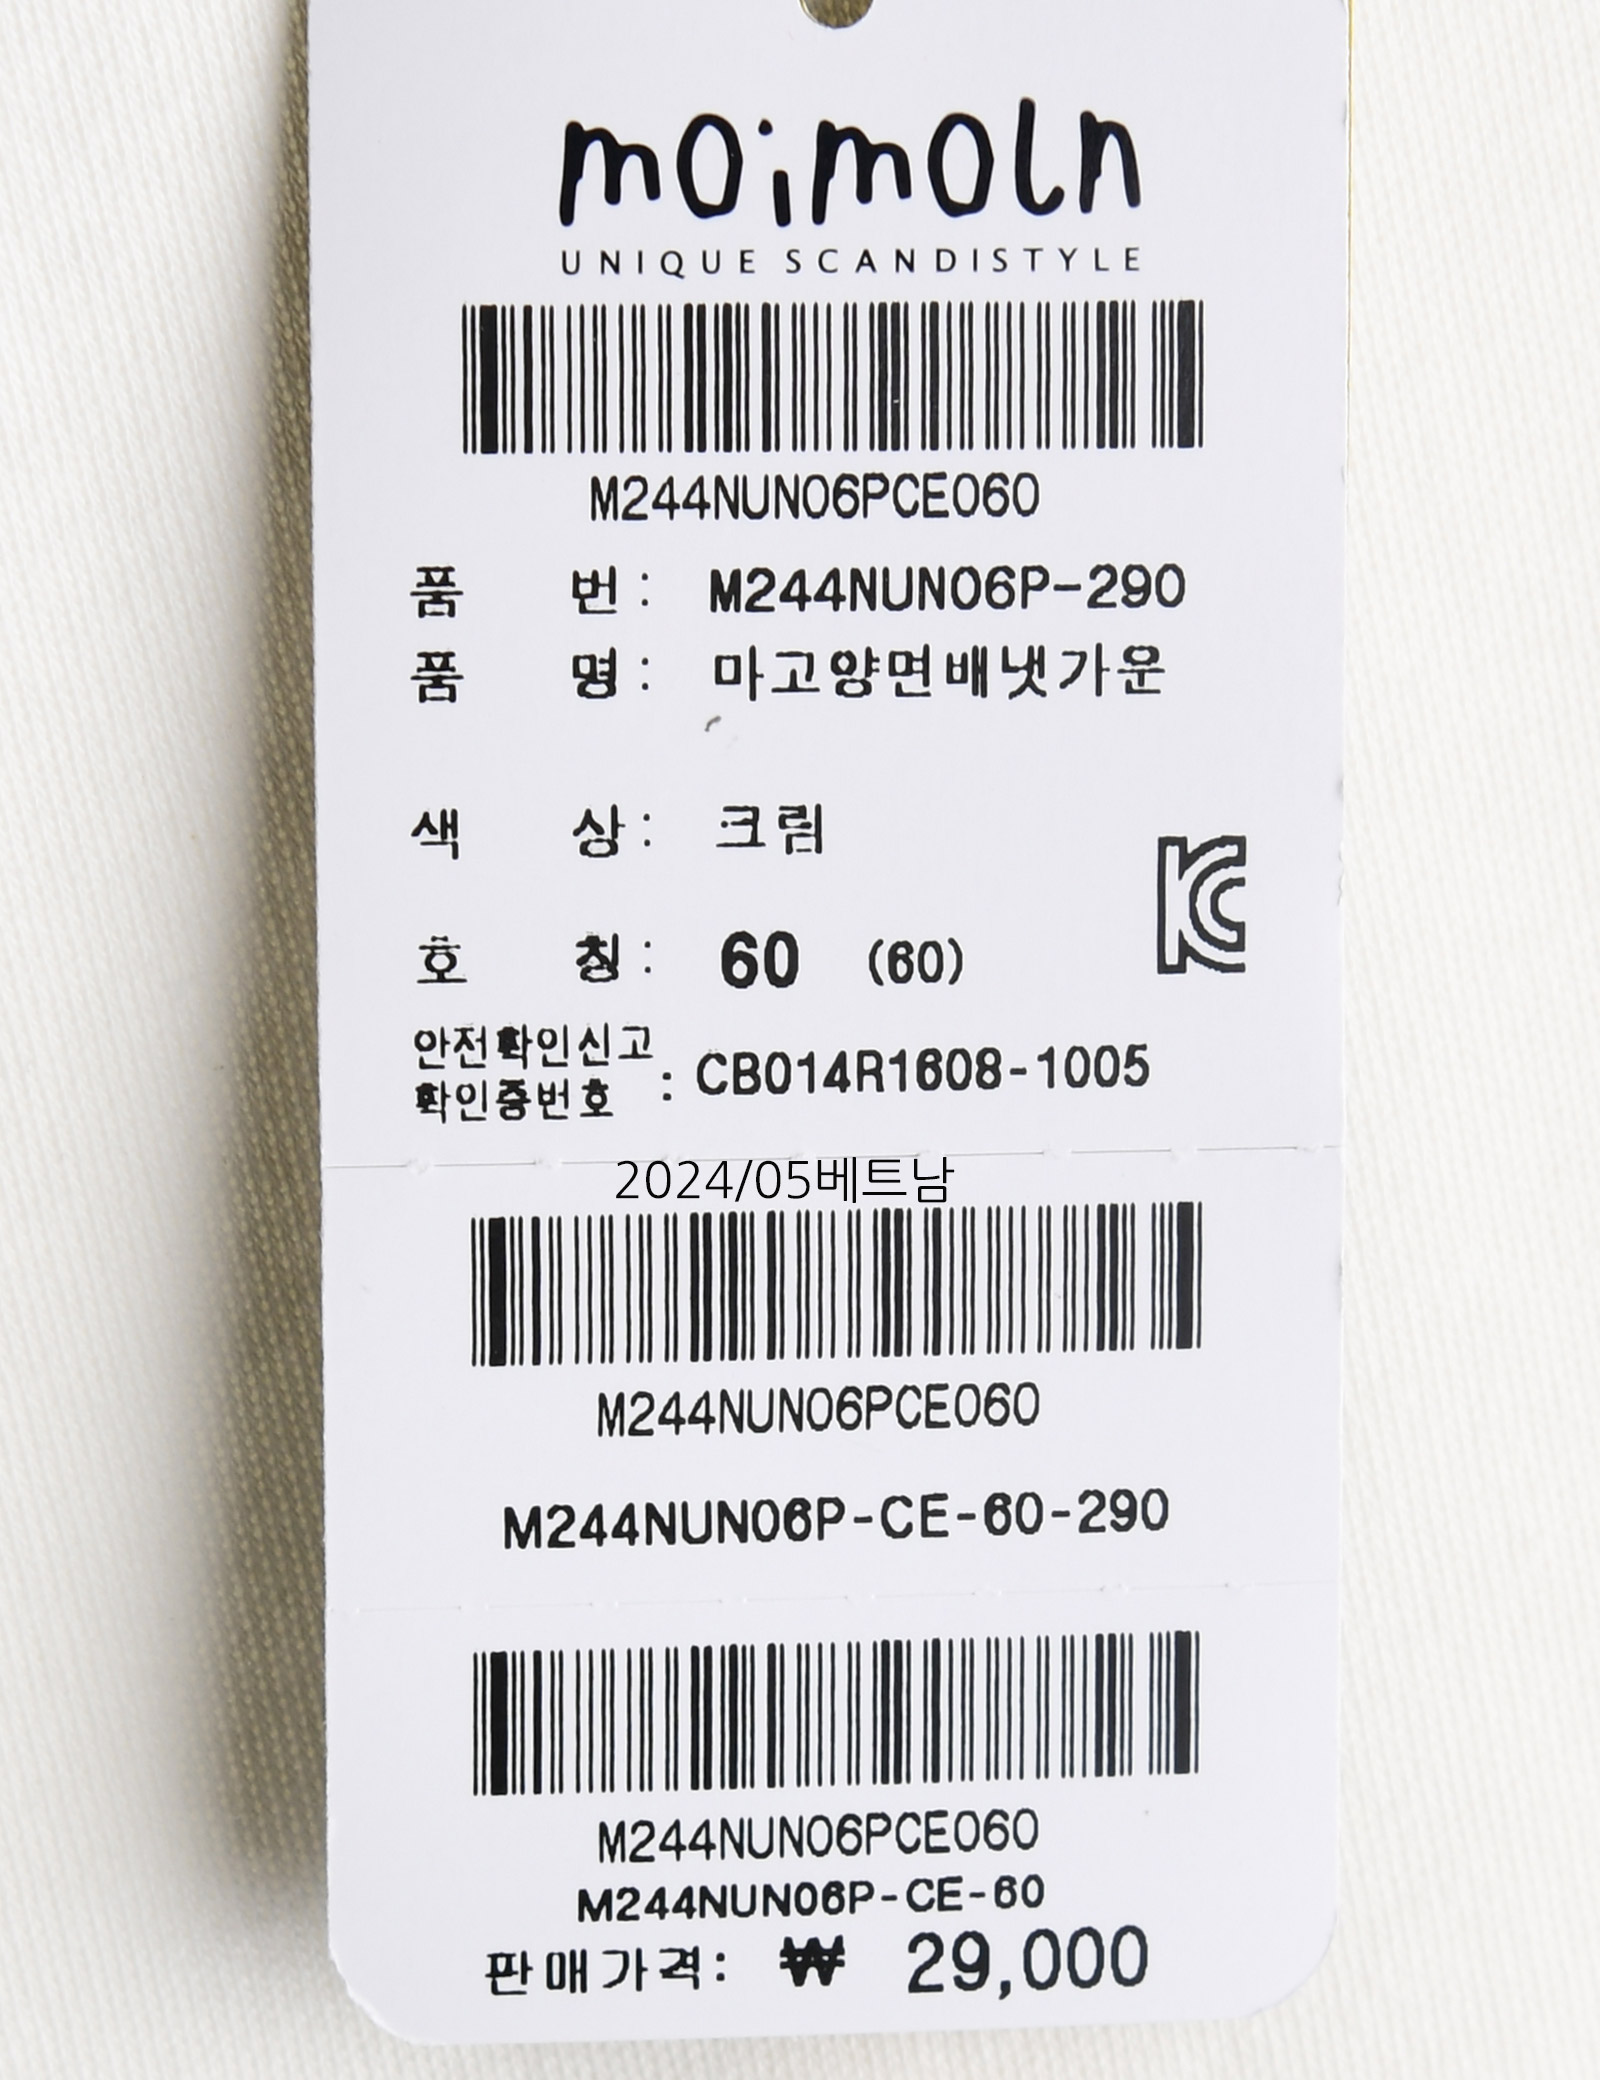 moimoln
UNIQUE SCANDISTYLE
M244NUN06PCE060
품 번 : M244NUN06P-290
품 명 : 마고양면배냇가운
색 상 : 크림
KC
호 칭 : 60 (60)
안전확인신고
확인증번호 : CB014R1608-1005
2024/05베트남
M244NUN06PCE060
M244NUN06P-CE-60-290
M244NUN06PCE060
M244NUN06P-CE-60
판매가격: ₩ 29,000